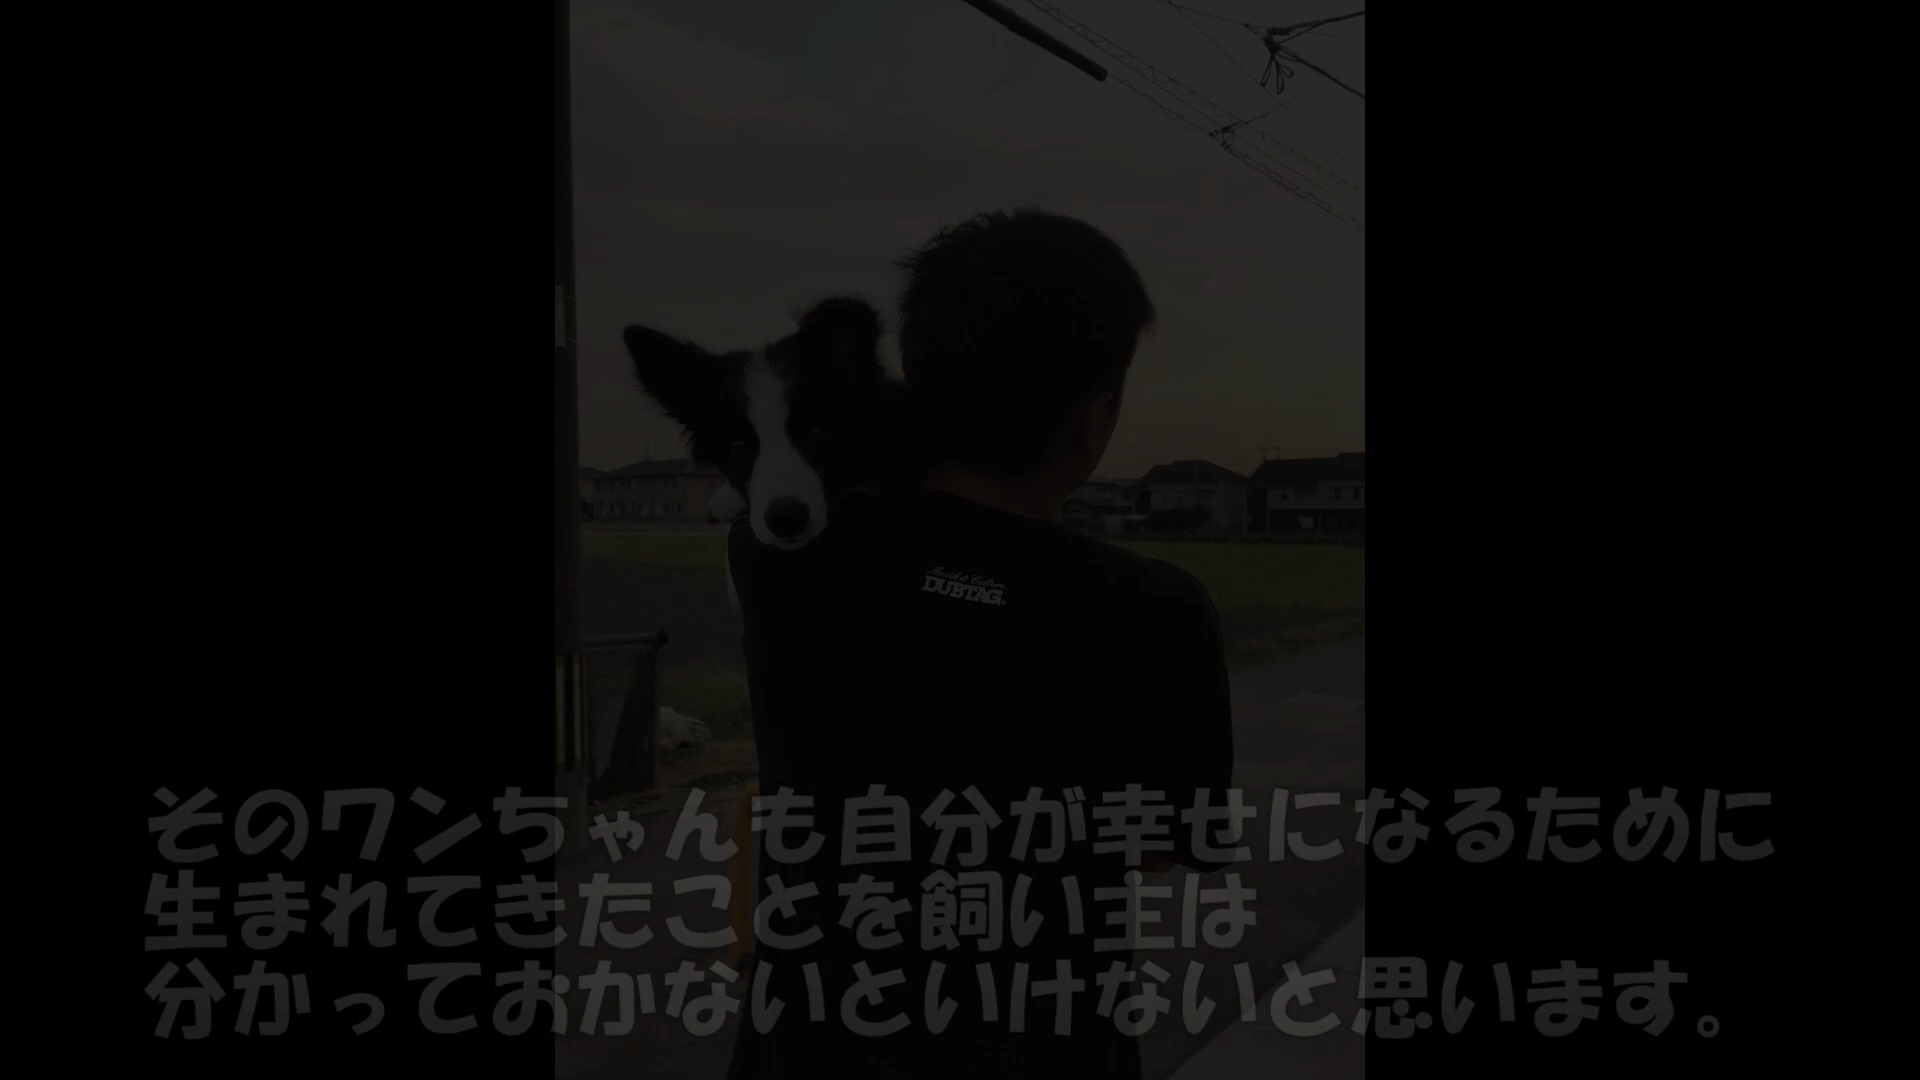 Musik & Culture
DUBTAG
そのワンちゃんも自分が幸せになるために
生まれてきたことを飼い主は
分かっておかないといけないと思います。